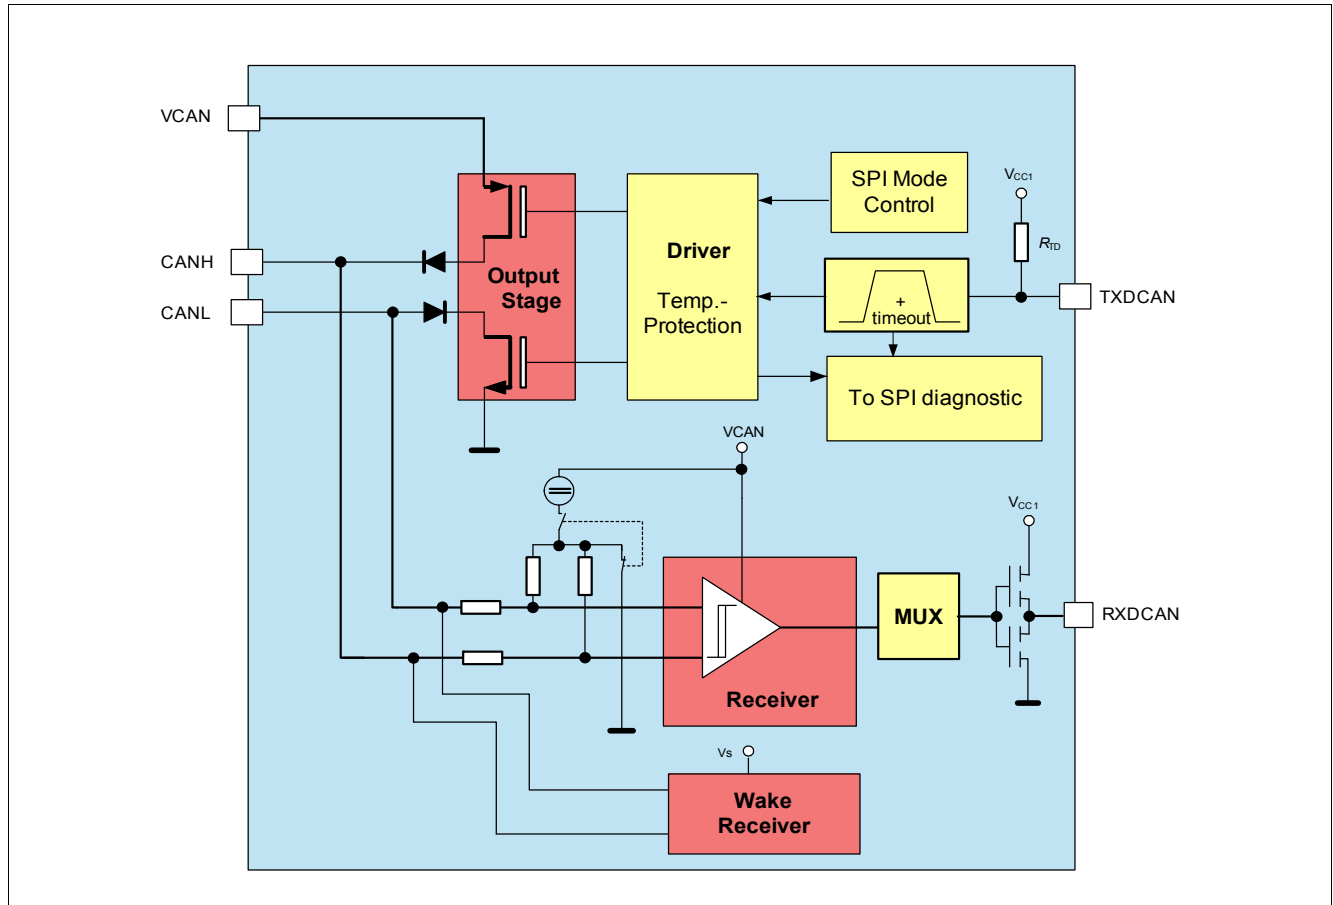 VCAN
SPI Mode
Control
VCC1
RTD
CANH
Driver
Output
Stage
CANL
Temp.-
Protection
+
timeout
TXDCAN
To SPI diagnostic
VCAN
VCC1
MUX
RXDCAN
Receiver
Vs
Wake
Receiver